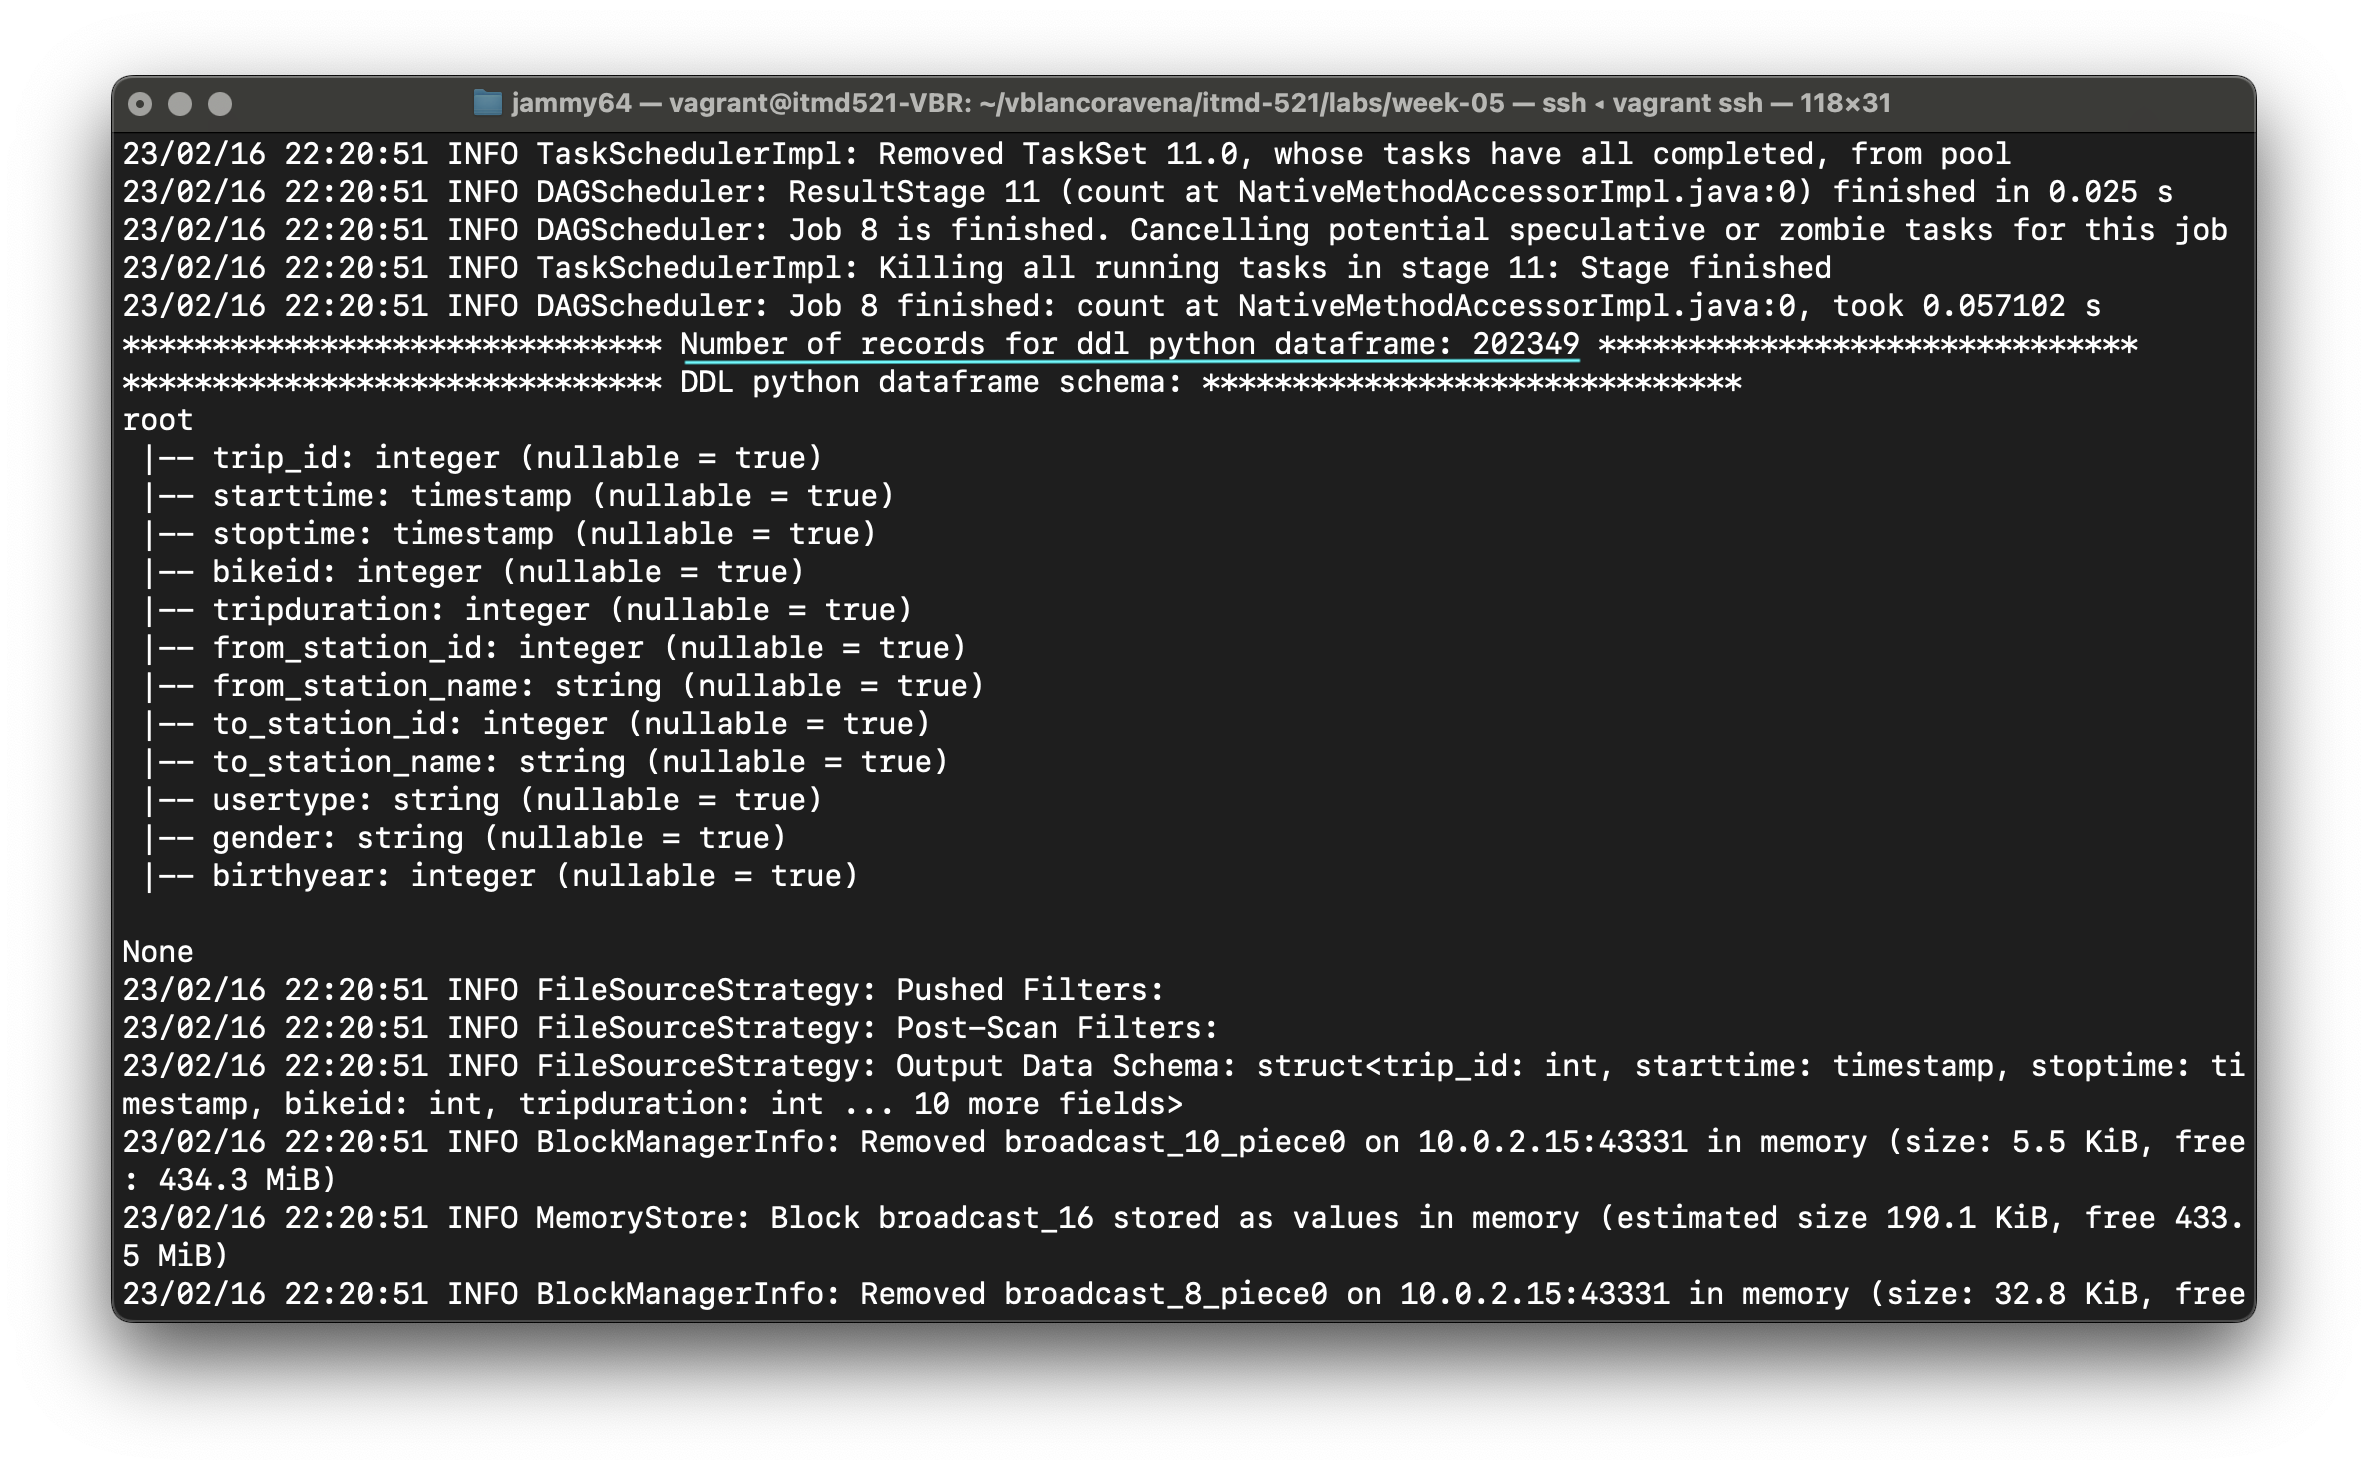 jammy64 — vagrant@itmd521-VBR: ~/vblancoravena/itmd-521/labs/week-05 — ssh ◂ vagrant ssh — 118×31
23/02/16 22:20:51 INFO TaskSchedulerImpl: Removed TaskSet 11.0, whose tasks have all completed, from pool
23/02/16 22:20:51 INFO DAGScheduler: ResultStage 11 (count at NativeMethodAccessorImpl.java:0) finished in 0.025 s
23/02/16 22:20:51 INFO DAGScheduler: Job 8 is finished. Cancelling potential speculative or zombie tasks for this job
23/02/16 22:20:51 INFO TaskSchedulerImpl: Killing all running tasks in stage 11: Stage finished
23/02/16 22:20:51 INFO DAGScheduler: Job 8 finished: count at NativeMethodAccessorImpl.java:0, took 0.057102 s
****************************** Number of records for ddl python dataframe: 202349 ******************************
****************************** DDL python dataframe schema: ******************************
root
 |-- trip_id: integer (nullable = true)
 |-- starttime: timestamp (nullable = true)
 |-- stoptime: timestamp (nullable = true)
 |-- bikeid: integer (nullable = true)
 |-- tripduration: integer (nullable = true)
 |-- from_station_id: integer (nullable = true)
 |-- from_station_name: string (nullable = true)
 |-- to_station_id: integer (nullable = true)
 |-- to_station_name: string (nullable = true)
 |-- usertype: string (nullable = true)
 |-- gender: string (nullable = true)
 |-- birthyear: integer (nullable = true)

None
23/02/16 22:20:51 INFO FileSourceStrategy: Pushed Filters:
23/02/16 22:20:51 INFO FileSourceStrategy: Post-Scan Filters:
23/02/16 22:20:51 INFO FileSourceStrategy: Output Data Schema: struct<trip_id: int, starttime: timestamp, stoptime: ti
mestamp, bikeid: int, tripduration: int ... 10 more fields>
23/02/16 22:20:51 INFO BlockManagerInfo: Removed broadcast_10_piece0 on 10.0.2.15:43331 in memory (size: 5.5 KiB, free
: 434.3 MiB)
23/02/16 22:20:51 INFO MemoryStore: Block broadcast_16 stored as values in memory (estimated size 190.1 KiB, free 433.
5 MiB)
23/02/16 22:20:51 INFO BlockManagerInfo: Removed broadcast_8_piece0 on 10.0.2.15:43331 in memory (size: 32.8 KiB, free